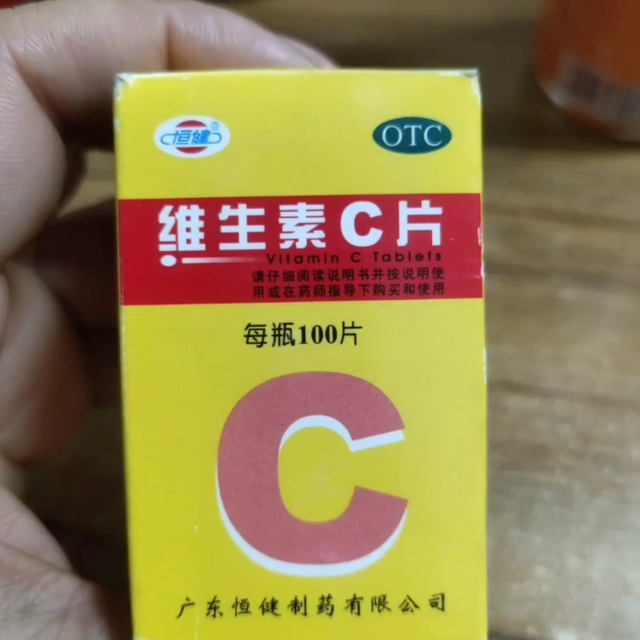 恒健
OTC
维生素C片
Vitamin C Tablets
请仔细阅读说明书并按说明使
用或在药师指导下购买和使用
每瓶100片
C
广东恒健制药有限公司